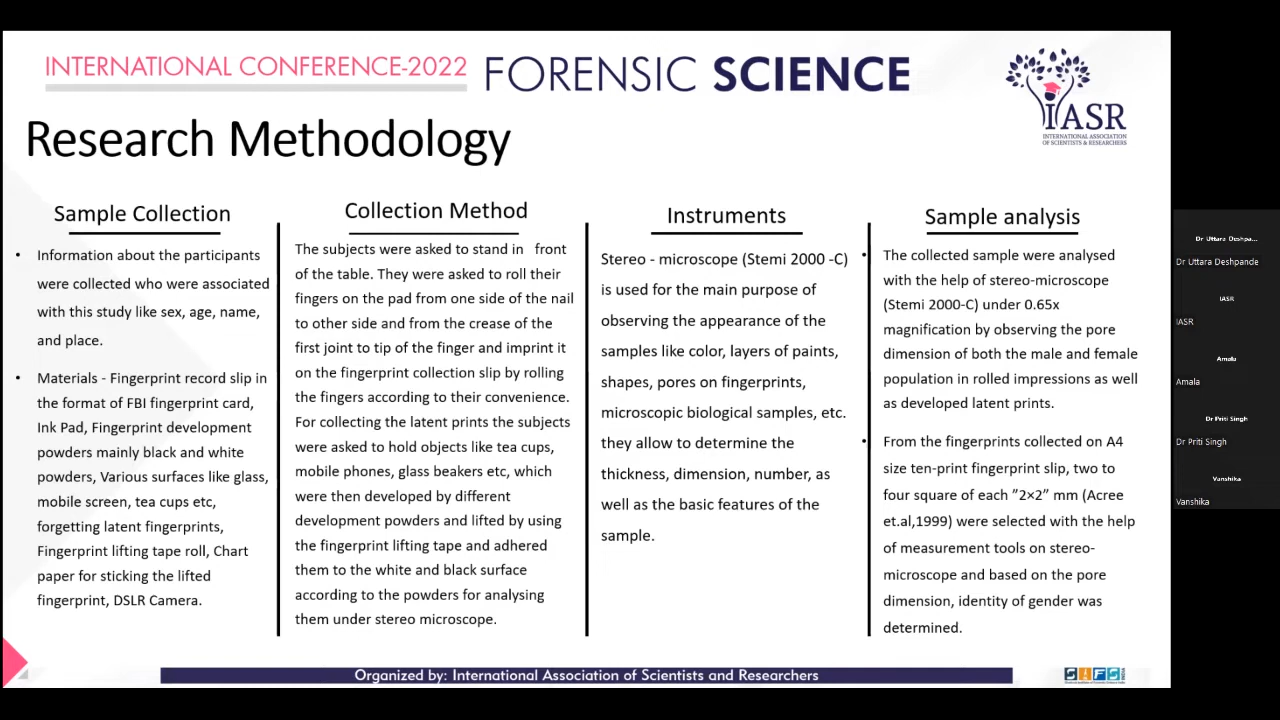 INTERNATIONAL CONFERENCE-2022 FORENSIC SCIENCE
IASR
INTERNATIONAL ASSOCIATION
OF SCIENTISTS & RESEARCHERS
Research Methodology
Sample Collection
• Information about the participants
were collected who were associated
with this study like sex, age, name,
and place.
• Materials - Fingerprint record slip in
the format of FBI fingerprint card,
Ink Pad, Fingerprint development
powders mainly black and white
powders, Various surfaces like glass,
mobile screen, tea cups etc,
forgetting latent fingerprints,
Fingerprint lifting tape roll, Chart
paper for sticking the lifted
fingerprint, DSLR Camera.
Collection Method
The subjects were asked to stand in front
of the table. They were asked to roll their
fingers on the pad from one side of the nail
to other side and from the crease of the
first joint to tip of the finger and imprint it
on the fingerprint collection slip by rolling
the fingers according to their convenience.
For collecting the latent prints the subjects
were asked to hold objects like tea cups,
mobile phones, glass beakers etc, which
were then developed by different
development powders and lifted by using
the fingerprint lifting tape and adhered
them to the white and black surface
according to the powders for analysing
them under stereo microscope.
Instruments
Stereo - microscope (Stemi 2000 -C)
is used for the main purpose of
observing the appearance of the
samples like color, layers of paints,
shapes, pores on fingerprints,
microscopic biological samples, etc.
they allow to determine the
thickness, dimension, number, as
well as the basic features of the
sample.
Sample analysis
• The collected sample were analysed
with the help of stereo-microscope
(Stemi 2000-C) under 0.65x
magnification by observing the pore
dimension of both the male and female
population in rolled impressions as well
as developed latent prints.
• From the fingerprints collected on A4
size ten-print fingerprint slip, two to
four square of each ”2×2” mm (Acree
et.al,1999) were selected with the help
of measurement tools on stereo-
microscope and based on the pore
dimension, identity of gender was
determined.
Organized by: International Association of Scientists and Researchers
SIFS
INDIA
Dr Uttara Deshpa...
Dr Uttara Deshpande
IASR
IASR
Amala
Amala
Dr Priti Singh
Dr Priti Singh
Vanshika
Vanshika